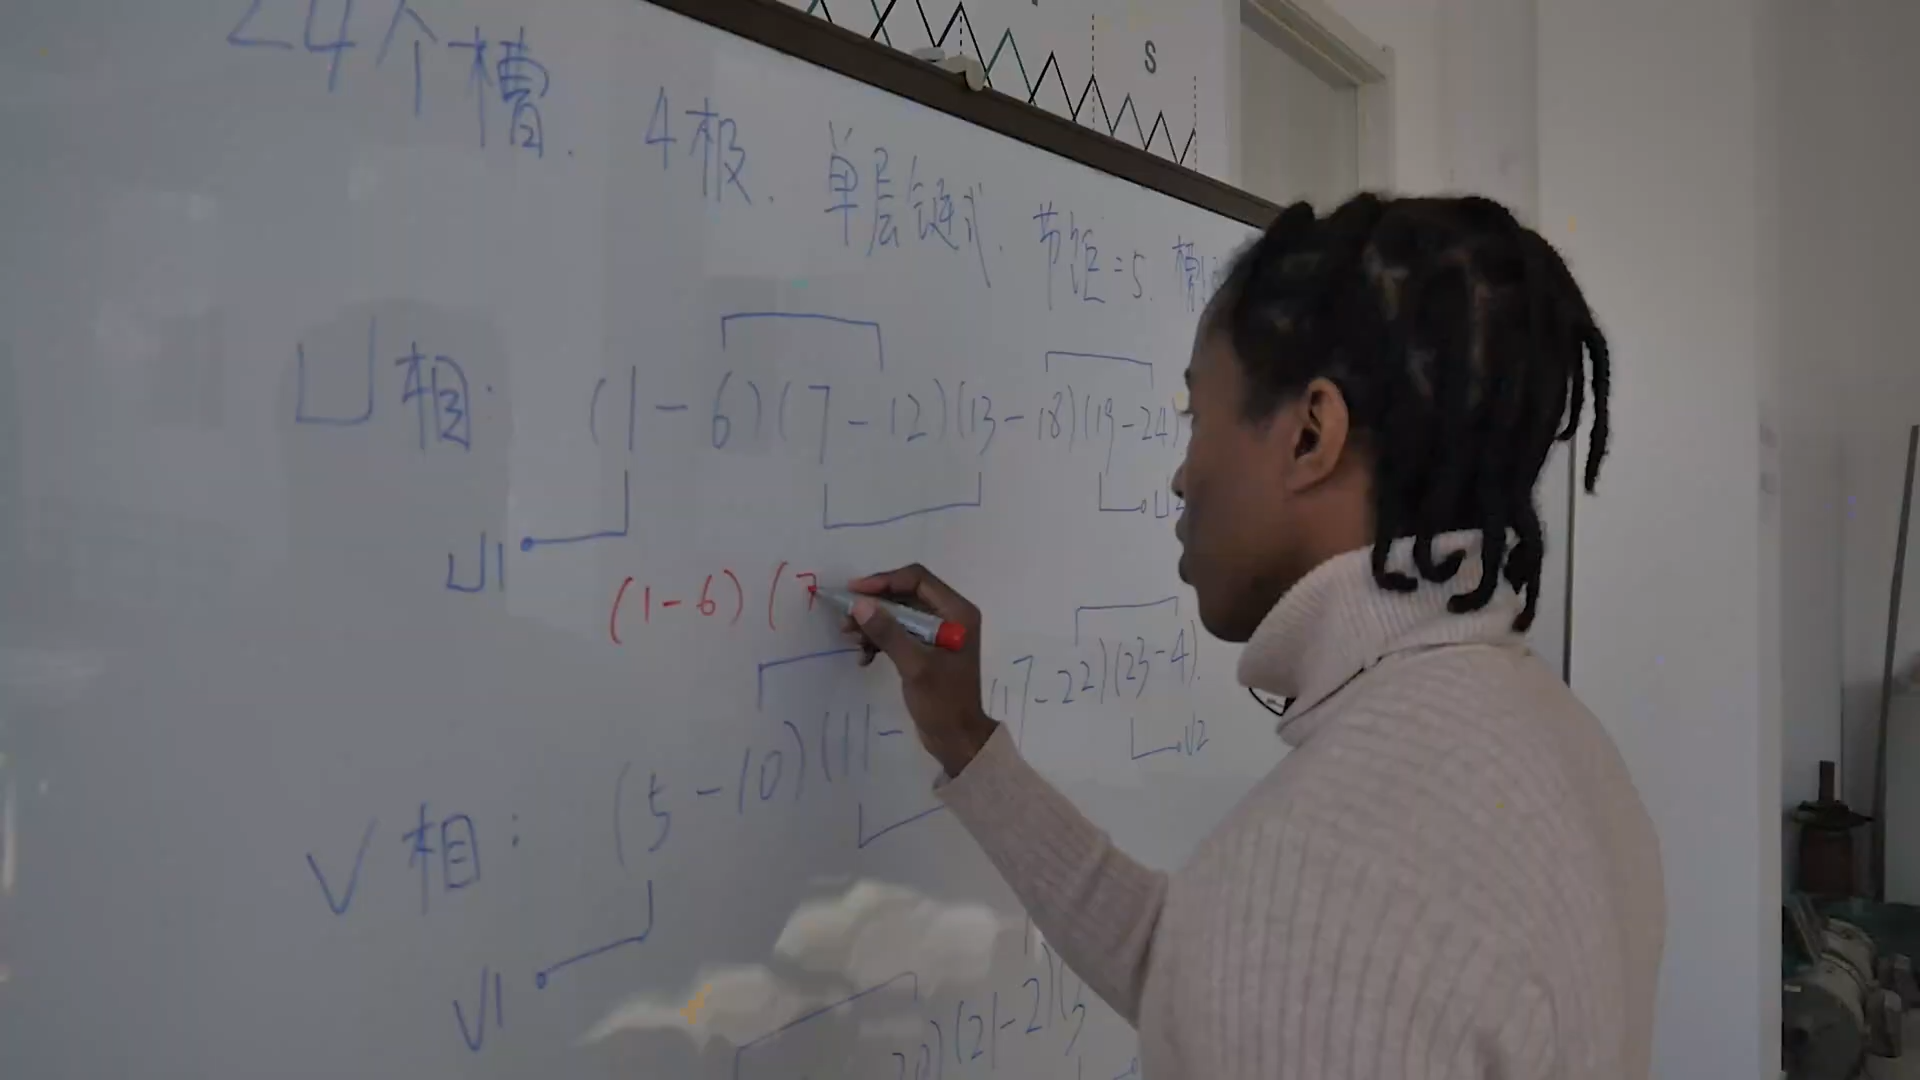 S
24个槽. 4极. 单层链式. 节距=5. 槽
U相: (1-6)(7-12)(13-18)(19-24)
U1 U2
(1-6) (7
(5-10)(11- 17-22)(23-4).
V2
V相:
V1
20)(21-2)(3